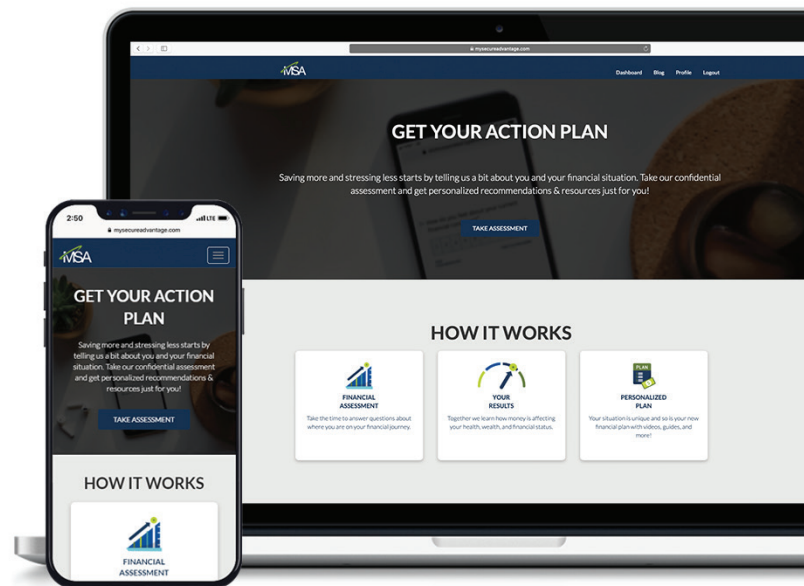 mysecureadvantage.com
MSA
Dashboard Blog Profile Logout
GET YOUR ACTION PLAN
Saving more and stressing less starts by telling us a bit about you and your financial situation. Take our confidential
assessment and get personalized recommendations & resources just for you!
TAKE ASSESSMENT
HOW IT WORKS
FINANCIAL
ASSESSMENT
Take the time to answer questions about
where you are on your financial journey.
YOUR
RESULTS
Together we learn how money is affecting
your health, wealth, and financial status.
PLAN
PERSONALIZED
PLAN
Your situation is unique and so is your new
financial plan with videos, guides, and
more!
2:50
LTE
mysecureadvantage.com
MSA
GET YOUR ACTION
PLAN
Saving more and stressing less starts by
telling us a bit about you and your financial
situation. Take our confidential assessment
and get personalized recommendations &
resources just for you!
TAKE ASSESSMENT
HOW IT WORKS
FINANCIAL
ASSESSMENT